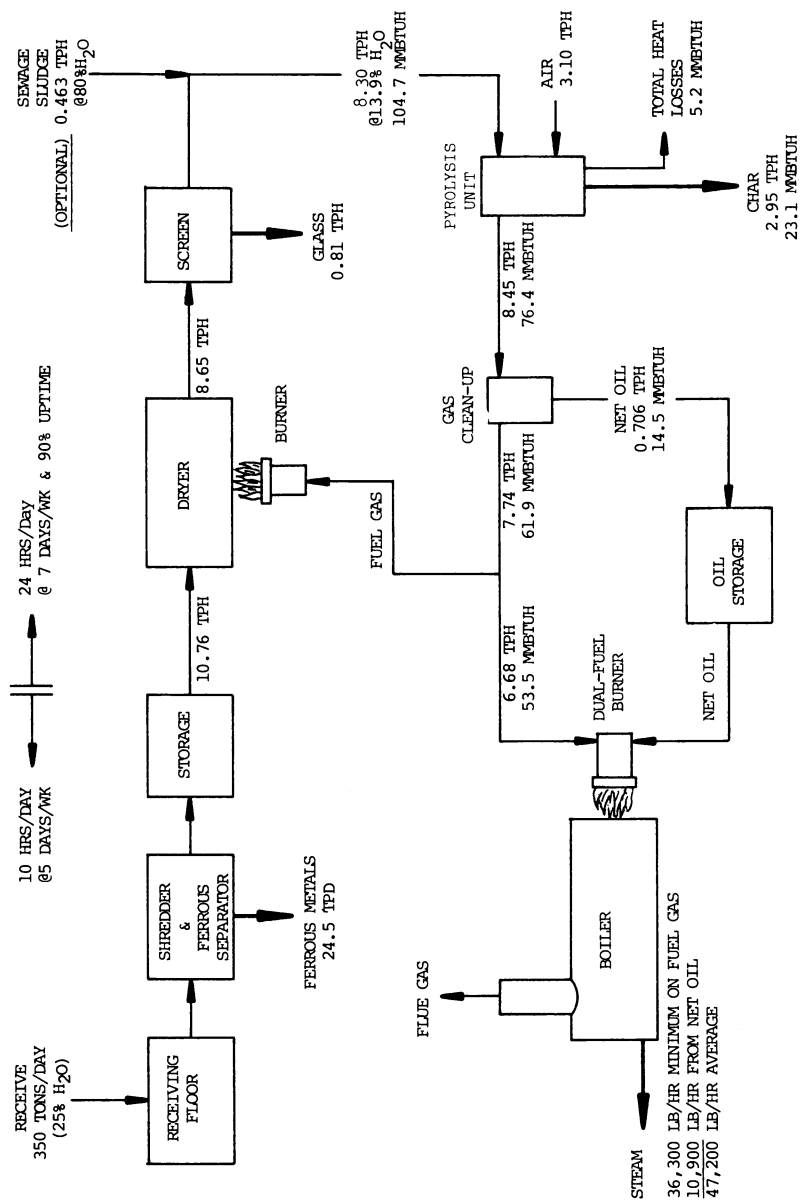 10 HRS/DAY
@5 DAYS/WK
24 HRS/Day
@ 7 DAYS/WK & 90% UPTIME
RECEIVE
350 TONS/DAY
(25% H2O)
RECEIVING
FLOOR
SHREDDER
&
FERROUS
SEPARATOR
FERROUS METALS
24.5 TPD
STORAGE
10.76 TPH
DRYER
BURNER
FUEL GAS
8.65 TPH
SCREEN
GLASS
0.81 TPH
SEWAGE
SLUDGE
(OPTIONAL) 0.463 TPH
@80%H2O
8.30 TPH
@13.9% H2O
104.7 MMBTUH
AIR
3.10 TPH
PYROLYSIS
UNIT
TOTAL HEAT
LOSSES
5.2 MMBTUH
CHAR
2.95 TPH
23.1 MMBTUH
8.45 TPH
76.4 MMBTUH
GAS
CLEAN-UP
NET OIL
0.706 TPH
14.5 MMBTUH
7.74 TPH
61.9 MMBTUH
6.68 TPH
53.5 MMBTUH
OIL
STORAGE
NET OIL
DUAL-FUEL
BURNER
BOILER
FLUE GAS
STEAM
36,300 LB/HR MINIMUM ON FUEL GAS
10,900 LB/HR FROM NET OIL
47,200 LB/HR AVERAGE